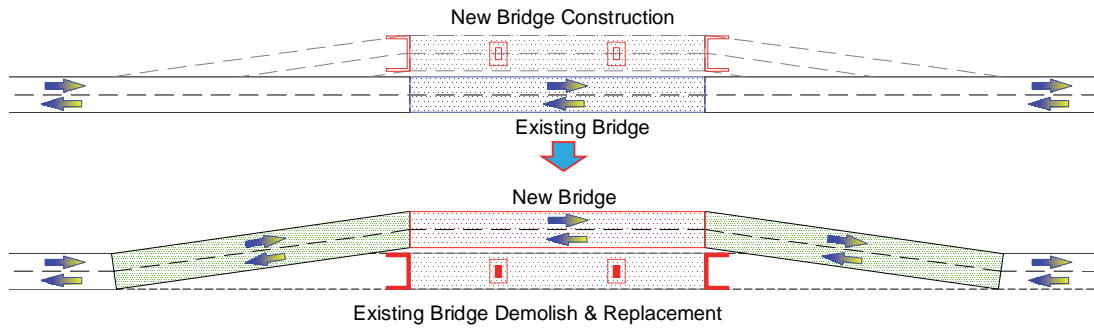 New Bridge Construction
Existing Bridge
New Bridge
Existing Bridge Demolish & Replacement